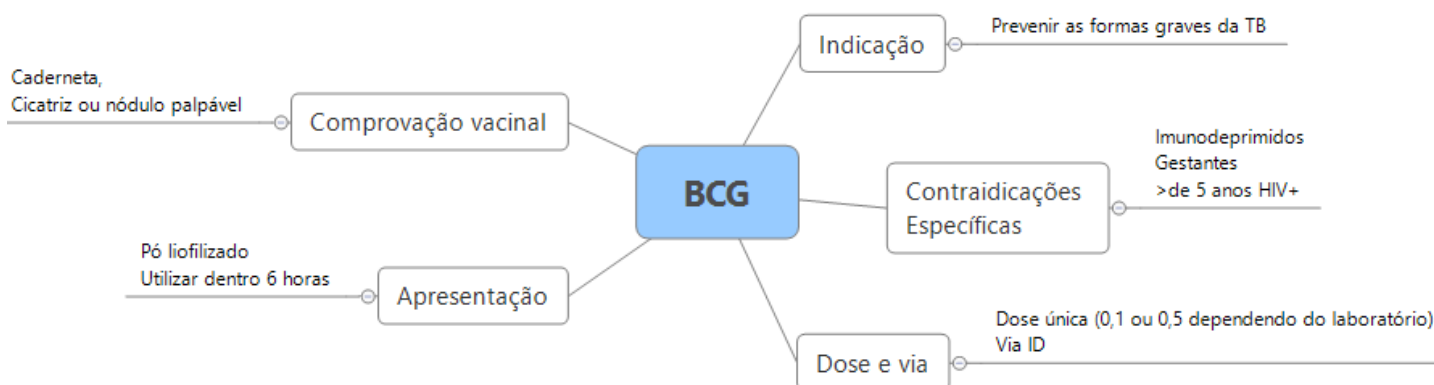 BCG
Indicação
Prevenir as formas graves da TB
Contraidicações
Específicas
Imunodeprimidos
Gestantes
>de 5 anos HIV+
Dose e via
Dose única (0,1 ou 0,5 dependendo do laboratório)
Via ID
Comprovação vacinal
Caderneta,
Cicatriz ou nódulo palpável
Apresentação
Pó liofilizado
Utilizar dentro 6 horas